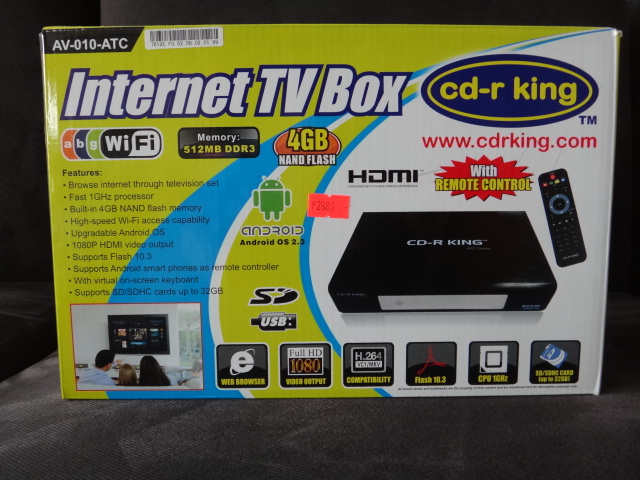 AV-010-ATC
Internet TV Box
cd-r king
TM
www.cdrking.com
a b g WiFi
Memory:
512MB DDR3
4GB
NAND FLASH
HDMI
With
REMOTE CONTROL
Features:
• Browse internet through television set
• Fast 1GHz processor
• Built-in 4GB NAND flash memory
• High-speed Wi-Fi access capability
• Upgradable Android OS
• 1080P HDMI video output
• Supports Flash 10.3
• Supports Android smart phones as remote controller
• With virtual on-screen keyboard
• Supports SD/SDHC cards up to 32GB
ANDROID
Android OS 2.3
CD-R KING
SD
USB
WEB BROWSER
Full HD
1080
VIDEO OUTPUT
H.264
VC1/MKV
COMPATIBILITY
Flash 10.3
CPU 1GHz
SD/SDHC CARD
(up to 32GB)